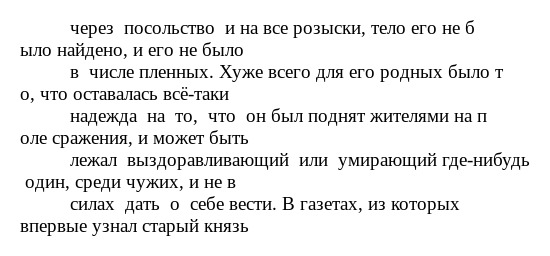 через посольство и на все розыски, тело его не б
ыло найдено, и его не было
в числе пленных. Хуже всего для его родных было т
о, что оставалась всё-таки
надежда на то, что он был поднят жителями на п
оле сражения, и может быть
лежал выздоравливающий или умирающий где-нибудь
один, среди чужих, и не в
силах дать о себе вести. В газетах, из которых
впервые узнал старый князь